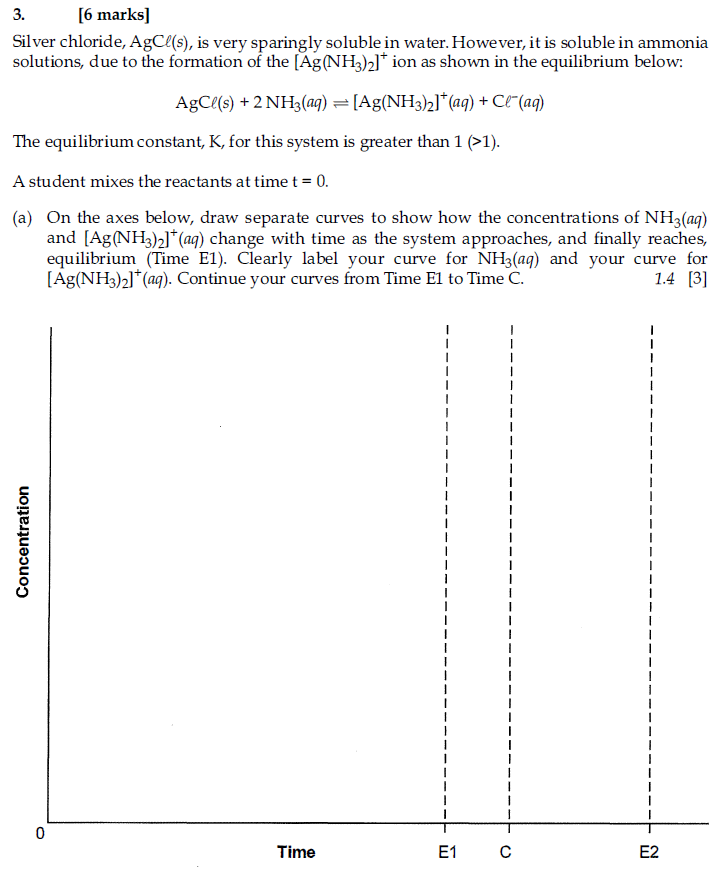 3. [6 marks]
Silver chloride, AgCℓ(s), is very sparingly soluble in water. However, it is soluble in ammonia
solutions, due to the formation of the [Ag(NH₃)₂]⁺ ion as shown in the equilibrium below:
AgCℓ(s) + 2 NH₃(aq) ⇌ [Ag(NH₃)₂]⁺(aq) + Cℓ⁻(aq)
The equilibrium constant, K, for this system is greater than 1 (>1).
A student mixes the reactants at time t = 0.
(a) On the axes below, draw separate curves to show how the concentrations of NH₃(aq)
and [Ag(NH₃)₂]⁺(aq) change with time as the system approaches, and finally reaches,
equilibrium (Time E1). Clearly label your curve for NH₃(aq) and your curve for
[Ag(NH₃)₂]⁺(aq). Continue your curves from Time E1 to Time C. 1.4 [3]
Concentration
0
Time E1 C E2